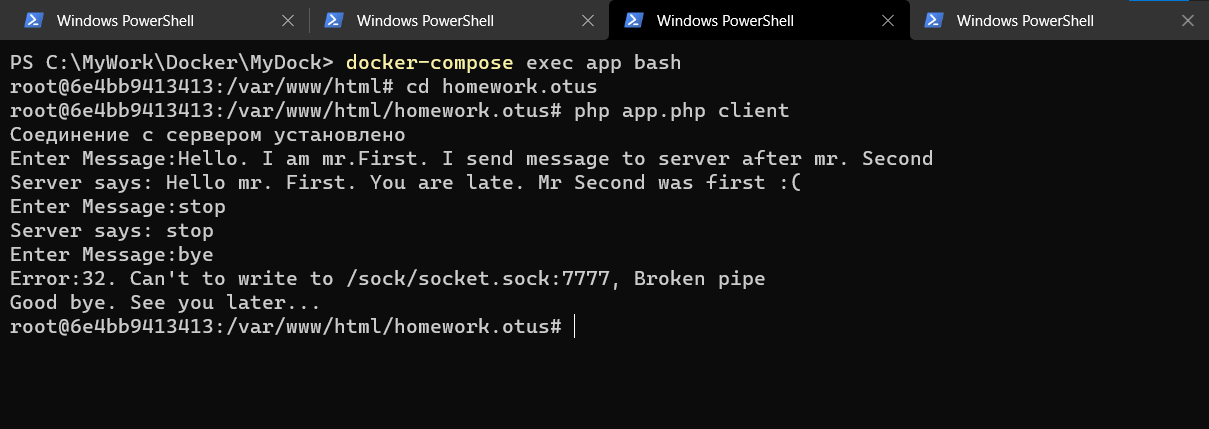 Windows PowerShell
Windows PowerShell
Windows PowerShell
Windows PowerShell
PS C:\MyWork\Docker\MyDock> docker-compose exec app bash
root@6e4bb9413413:/var/www/html# cd homework.otus
root@6e4bb9413413:/var/www/html/homework.otus# php app.php client
Соединение с сервером установлено
Enter Message:Hello. I am mr.First. I send message to server after mr. Second
Server says: Hello mr. First. You are late. Mr Second was first :(
Enter Message:stop
Server says: stop
Enter Message:bye
Error:32. Can't to write to /sock/socket.sock:7777, Broken pipe
Good bye. See you later...
root@6e4bb9413413:/var/www/html/homework.otus#